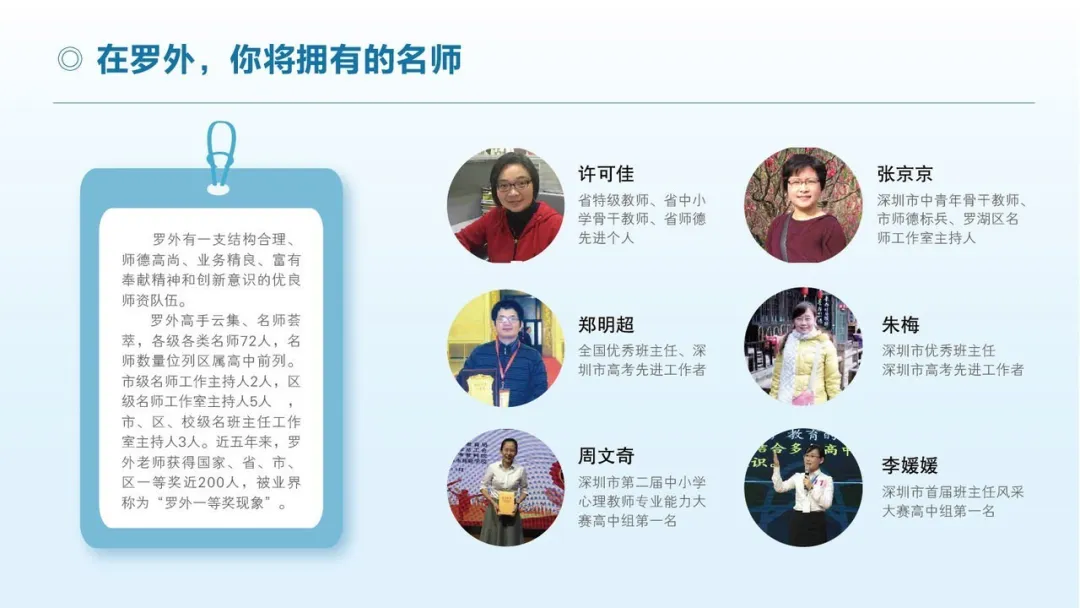 在罗外，你将拥有的名师
罗外有一支结构合理、
师德高尚、业务精良、富有
奉献精神和创新意识的优良
师资队伍。
罗外高手云集、名师荟
萃，各级各类名师72人，名
师数量位列区属高中前列。
市级名师工作主持人2人，区
级名师工作室主持人5人 ，
市、区、校级名班主任工作
室主持人3人。近五年来，罗
外老师获得国家、省、市、
区一等奖近200人，被业界
称为“罗外一等奖现象”。
许可佳
省特级教师、省中小
学骨干教师、省师德
先进个人
张京京
深圳市中青年骨干教师、
市师德标兵、罗湖区名
师工作室主持人
郑明超
全国优秀班主任、深
圳市高考先进工作者
朱梅
深圳市优秀班主任
深圳市高考先进工作者
周文奇
深圳市第二届中小学
心理教师专业能力大
赛高中组第一名
教育的
结合多
高中
识。
李媛媛
深圳市首届班主任风采
大赛高中组第一名